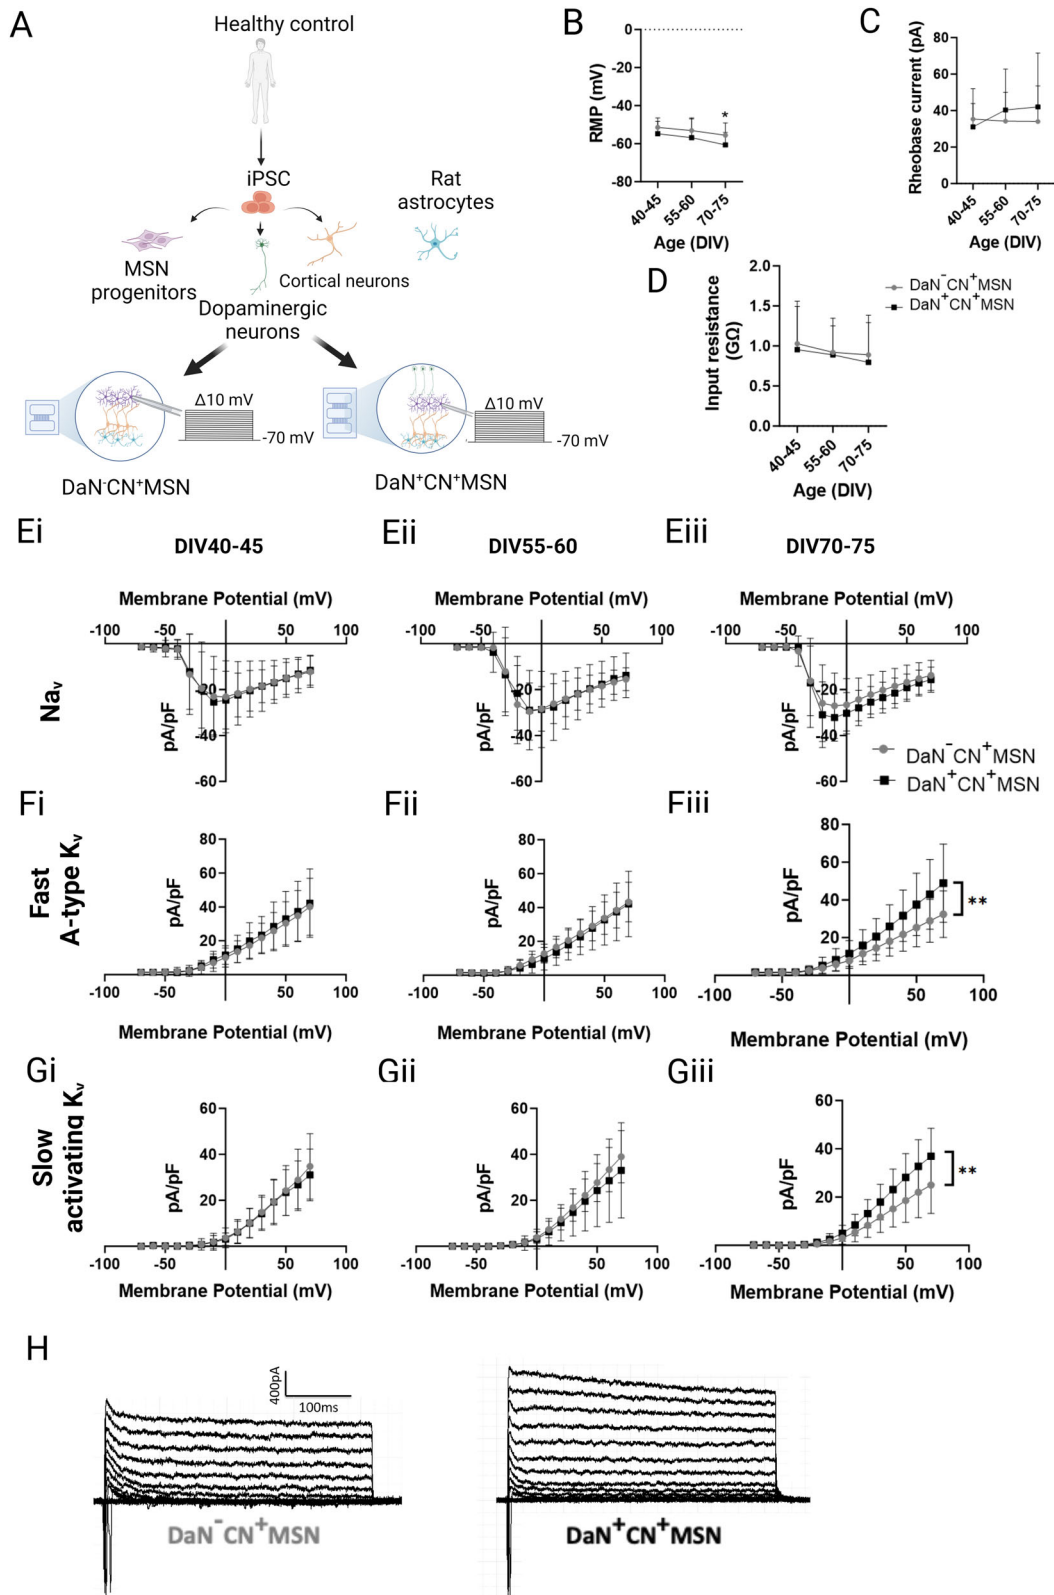 A
Healthy control
iPSC
Rat
astrocytes
MSN
progenitors
Cortical neurons
Dopaminergic
neurons
Δ10 mV
-70 mV
DaN⁻CN⁺MSN
Δ10 mV
-70 mV
DaN⁺CN⁺MSN
B
RMP (mV)
0
-20
-40
-60
-80
*
40-45
55-60
70-75
Age (DIV)
C
Rheobase current (pA)
80
60
40
20
0
40-45
55-60
70-75
Age (DIV)
D
Input resistance
(GΩ)
2.0
1.5
1.0
0.5
0.0
40-45
55-60
70-75
Age (DIV)
DaN⁻CN⁺MSN
DaN⁺CN⁺MSN
Ei
DIV40-45
Eii
DIV55-60
Eiii
DIV70-75
Naᵥ
Membrane Potential (mV)
-100 -50 50 100
-20
-40
-60
pA/pF
Membrane Potential (mV)
-100 -50 50 100
-20
-40
-60
pA/pF
Membrane Potential (mV)
-100 -50 50 100
-20
-40
-60
pA/pF
DaN⁻CN⁺MSN
DaN⁺CN⁺MSN
Fi
Fast
A-type Kᵥ
pA/pF
80
60
40
20
-100 -50 50 100
Membrane Potential (mV)
Fii
pA/pF
80
60
40
20
-100 -50 50 100
Membrane Potential (mV)
Fiii
pA/pF
80
60
40
20
**
-100 -50 50 100
Membrane Potential (mV)
Gi
Slow
activating Kᵥ
pA/pF
60
40
20
-100 -50 50 100
Membrane Potential (mV)
Gii
pA/pF
60
40
20
-100 -50 50 100
Membrane Potential (mV)
Giii
pA/pF
60
40
20
**
-100 -50 50 100
Membrane Potential (mV)
H
400pA
100ms
DaN⁻CN⁺MSN
DaN⁺CN⁺MSN